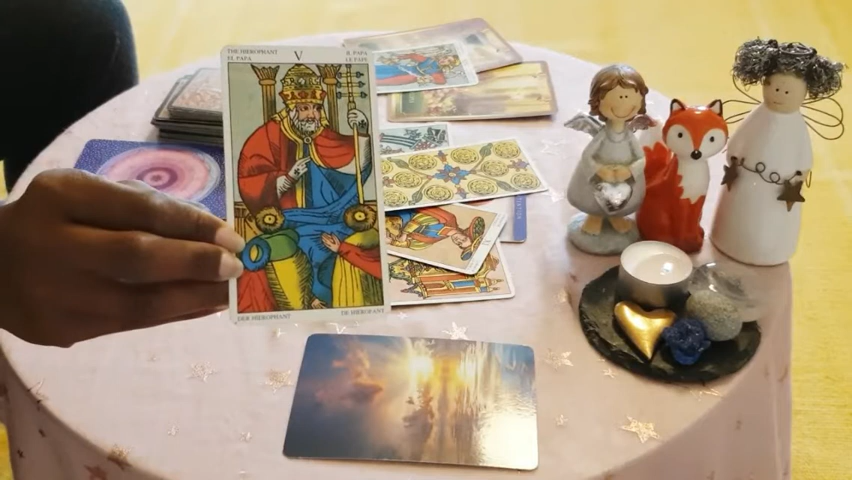 THE HIEROPHANT
EL PAPA
V
IL PAPA
LE PAPE
DER HIEROPHANT
DE HIEROFANT